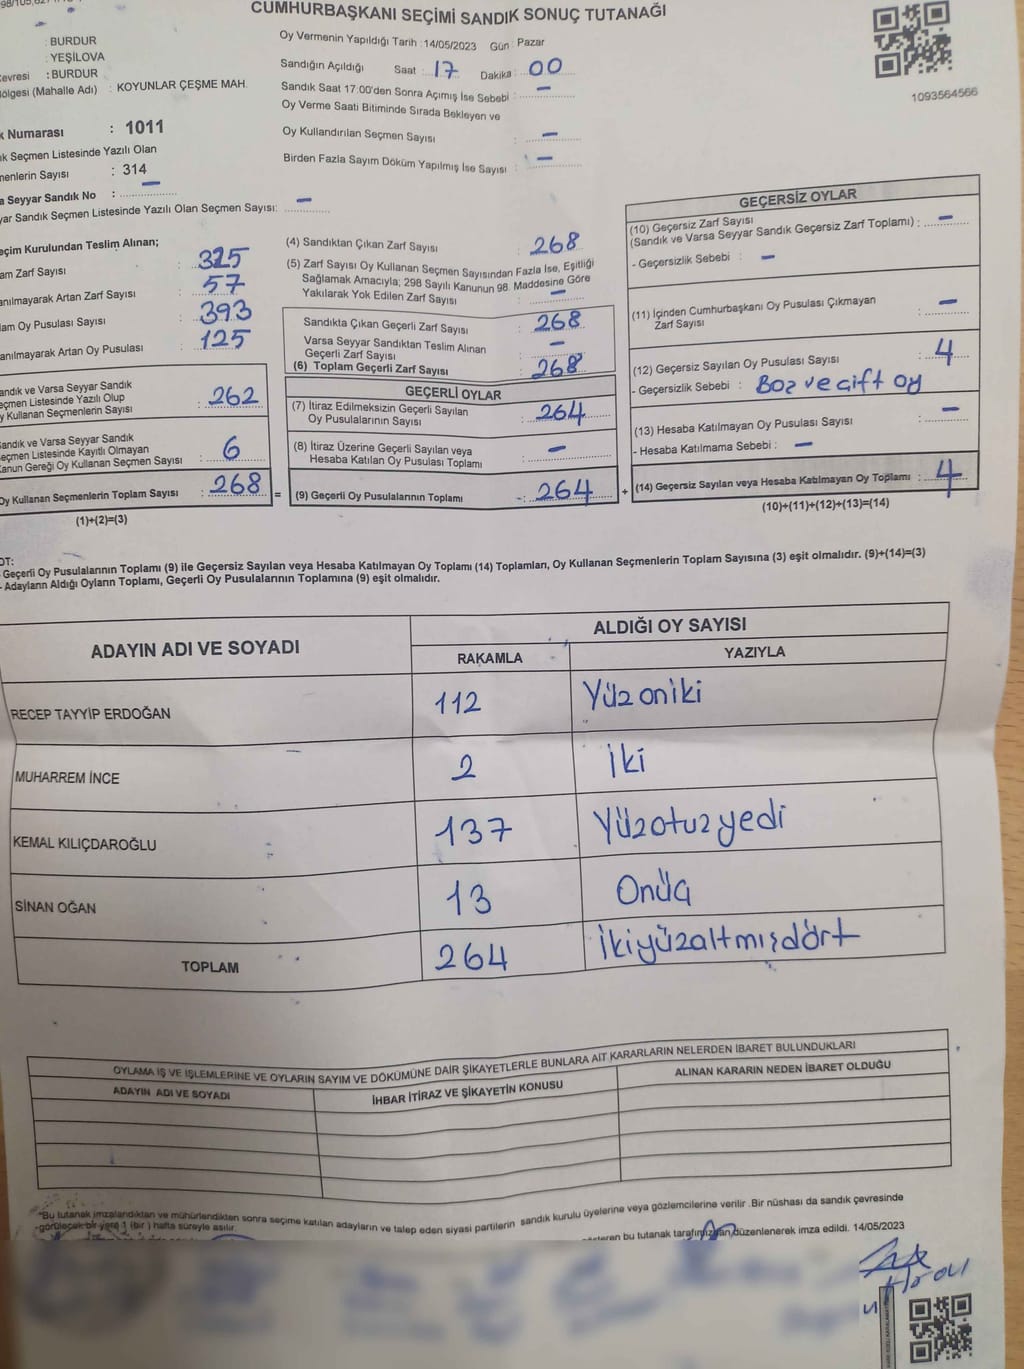 CUMHURBAŞKANI SEÇİMİ SANDIK SONUÇ TUTANAĞI
: BURDUR
: YEŞİLOVA
: BURDUR
(Mahalle Adı) : KOYUNLAR ÇEŞME MAH.
Numarası : 1011
Seçmen Listesinde Yazılı Olan
Sayısı : 314
Seyyar Sandık No : —
Sandık Seçmen Listesinde Yazılı Olan Seçmen Sayısı: —
Oy Vermenin Yapıldığı Tarih : 14/05/2023 Gün : Pazar
Sandığın Açıldığı Saat : 17 Dakika : 00
Sandık Saat 17:00'den Sonra Açımış İse Sebebi : —
Oy Verme Saati Bitiminde Sırada Bekleyen ve
Oy Kullandırılan Seçmen Sayısı : —
Birden Fazla Sayım Döküm Yapılmış İse Sayısı : —
1093564566
Kurulundan Teslim Alınan;
Zarf Sayısı : 325
Artan Zarf Sayısı : 57
Oy Pusulası Sayısı : 393
Artan Oy Pusulası : 125
ve Varsa Seyyar Sandık
Listesinde Yazılı Olup
Kullanan Seçmenlerin Sayısı : 262
ve Varsa Seyyar Sandık
Listesinde Kayıtlı Olmayan
Kanun Gereği Oy Kullanan Seçmen Sayısı : 6
Oy Kullanan Seçmenlerin Toplam Sayısı : 268 =
(1)+(2)=(3)
(4) Sandıktan Çıkan Zarf Sayısı : 268
(5) Zarf Sayısı Oy Kullanan Seçmen Sayısından Fazla İse, Eşitliği
Sağlamak Amacıyla; 298 Sayılı Kanunun 98. Maddesine Göre
Yakılarak Yok Edilen Zarf Sayısı : —
Sandıkta Çıkan Geçerli Zarf Sayısı : 268
Varsa Seyyar Sandıktan Teslim Alınan
Geçerli Zarf Sayısı : —
(6) Toplam Geçerli Zarf Sayısı : 268
GEÇERLİ OYLAR
(7) İtiraz Edilmeksizin Geçerli Sayılan
Oy Pusulalarının Sayısı : 264
(8) İtiraz Üzerine Geçerli Sayılan veya
Hesaba Katılan Oy Pusulası Toplamı : —
(9) Geçerli Oy Pusulalarının Toplamı : 264 +
GEÇERSİZ OYLAR
(10) Geçersiz Zarf Sayısı
(Sandık ve Varsa Seyyar Sandık Geçersiz Zarf Toplamı) : —
- Geçersizlik Sebebi : —
(11) İçinden Cumhurbaşkanı Oy Pusulası Çıkmayan
Zarf Sayısı : —
(12) Geçersiz Sayılan Oy Pusulası Sayısı : 4
- Geçersizlik Sebebi : Boş ve çift oy
(13) Hesaba Katılmayan Oy Pusulası Sayısı : —
- Hesaba Katılmama Sebebi : —
(14) Geçersiz Sayılan veya Hesaba Katılmayan Oy Toplamı : 4
(10)+(11)+(12)+(13)=(14)
Geçerli Oy Pusulalarının Toplamı (9) ile Geçersiz Sayılan veya Hesaba Katılmayan Oy Toplamı (14) Toplamları, Oy Kullanan Seçmenlerin Toplam Sayısına (3) eşit olmalıdır. (9)+(14)=(3)
- Adayların Aldığı Oyların Toplamı, Geçerli Oy Pusulalarının Toplamına (9) eşit olmalıdır.
ADAYIN ADI VE SOYADI
ALDIĞI OY SAYISI
RAKAMLA YAZIYLA
RECEP TAYYİP ERDOĞAN 112 Yüzoniki
MUHARREM İNCE 2 İki
KEMAL KILIÇDAROĞLU 137 Yüzotuzyedi
SİNAN OĞAN 13 Onüç
TOPLAM 264 İkiyüzaltmışdört
OYLAMA İŞ VE İŞLEMLERİNE VE OYLARIN SAYIM VE DÖKÜMÜNE DAİR ŞİKAYETLERLE BUNLARA AİT KARARLARIN NELERDEN İBARET BULUNDUKLARI
ADAYIN ADI VE SOYADI İHBAR İTİRAZ VE ŞİKAYETİN KONUSU ALINAN KARARIN NEDEN İBARET OLDUĞU
*Bu tutanak imzalandıktan ve mühürlendikten sonra seçime katılan adayların ve talep eden siyasi partilerin sandık kurulu üyelerine veya gözlemcilerine verilir .Bir nüshası da sandık çevresinde
görülecek bir yere 1 (bir ) hafta süreyle asılır.
bu tutanak tarafımızdan düzenlenerek imza edildi. 14/05/2023